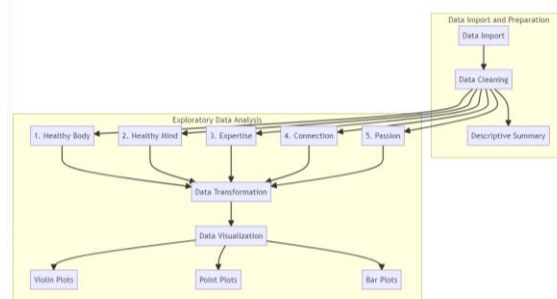 Data Import and Preparation
Data Import
Data Cleaning
Descriptive Summary
Exploratory Data Analysis
1. Healthy Body
2. Healthy Mind
3. Expertise
4. Connection
5. Passion
Data Transformation
Data Visualization
Violin Plots
Point Plots
Bar Plots